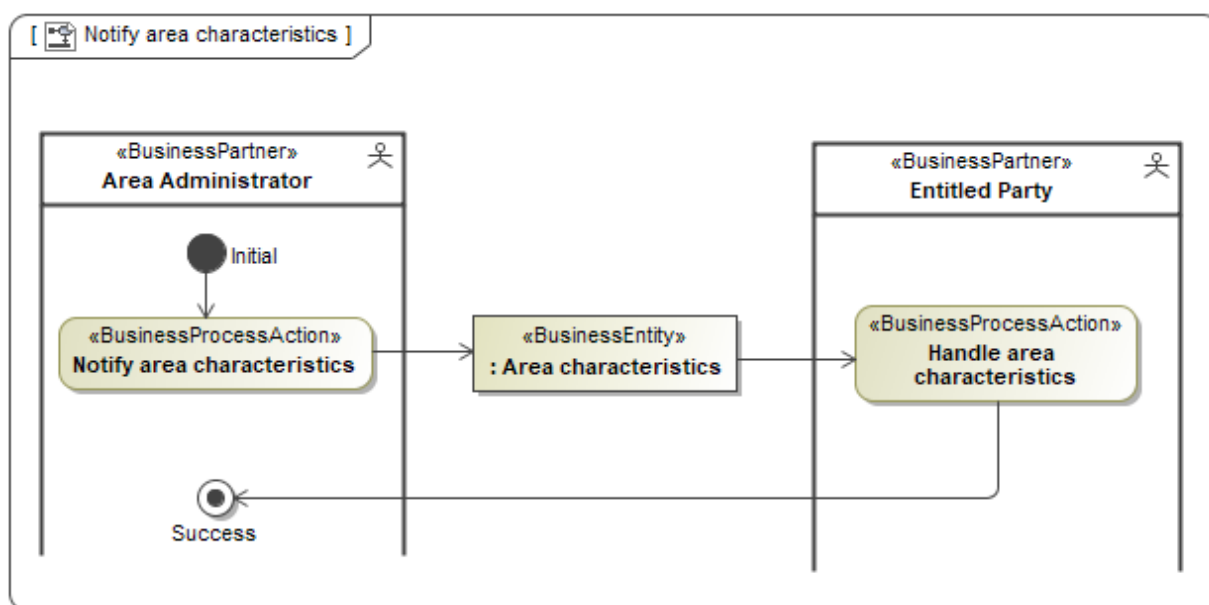 [ Notify area characteristics ]
«BusinessPartner»
Area Administrator
«BusinessPartner»
Entitled Party
Initial
«BusinessProcessAction»
Notify area characteristics
«BusinessEntity»
: Area characteristics
«BusinessProcessAction»
Handle area
characteristics
Success